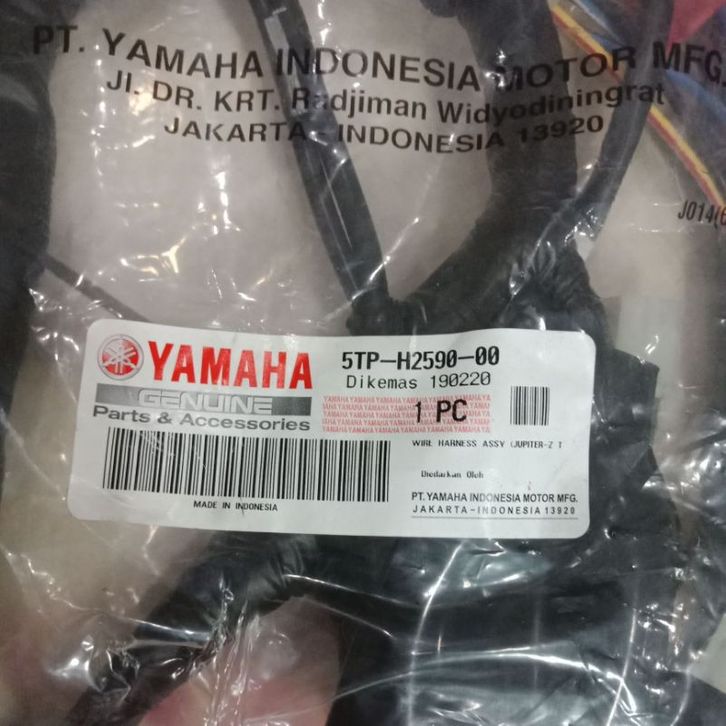 PT. YAMAHA INDONESIA MOTOR MFG.
Jl. DR. KRT. Radjiman Widyodiningrat
JAKARTA - INDONESIA 13920
J014(6
YAMAHA
GENUINE
Parts & Accessories
MADE IN INDONESIA
5TP-H2590-00
Dikemas 190220
1 PC
WIRE HARNESS ASSY (JUPITER-Z T
Diedarkan Oleh
PT. YAMAHA INDONESIA MOTOR MFG.
JAKARTA-INDONESIA 13920